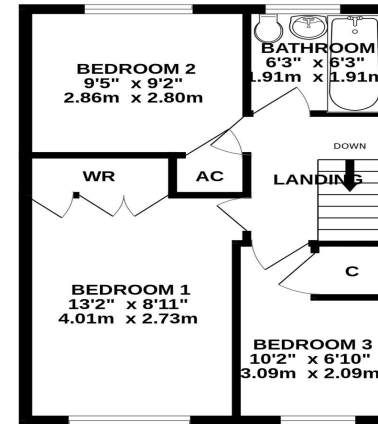 BEDROOM 2
9'5" x 9'2"
2.86m x 2.80m
BATHROOM
6'3" x 6'3"
1.91m x 1.91m
DOWN
WR
AC
LANDING
C
BEDROOM 1
13'2" x 8'11"
4.01m x 2.73m
BEDROOM 3
10'2" x 6'10"
3.09m x 2.09m